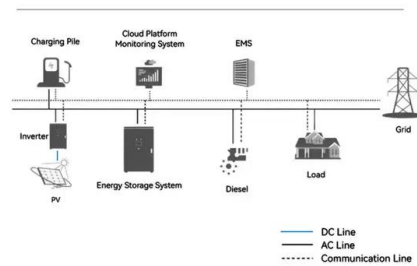 Charging Pile
Cloud Platform
Monitoring System
EMS
Grid
Inverter
PV
Energy Storage System
Diesel
Load
DC Line
AC Line
Communication Line